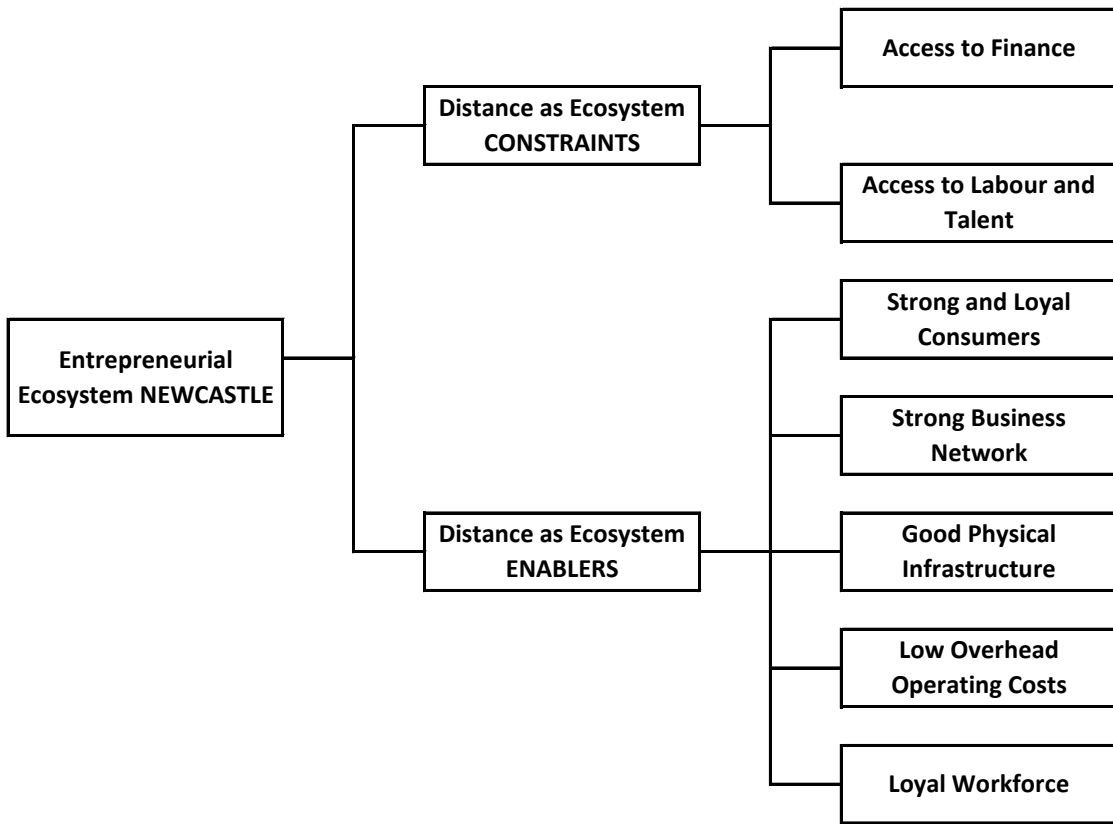 Access to Finance
Distance as Ecosystem
CONSTRAINTS
Access to Labour and
Talent
Strong and Loyal
Consumers
Entrepreneurial
Ecosystem NEWCASTLE
Strong Business
Network
Distance as Ecosystem
ENABLERS
Good Physical
Infrastructure
Low Overhead
Operating Costs
Loyal Workforce